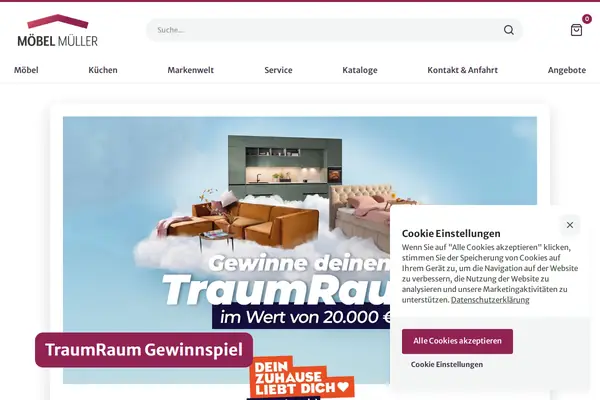 MÖBEL MÜLLER
Suche...
0
Möbel
Küchen
Markenwelt
Service
Kataloge
Kontakt & Anfahrt
Angebote
Gewinne deinen
TraumRau
im Wert von 20.000 €
TraumRaum Gewinnspiel
DEIN
ZUHAUSE
LIEBT DICH
Cookie Einstellungen
Wenn Sie auf "Alle Cookies akzeptieren" klicken,
stimmen Sie der Speicherung von Cookies auf
Ihrem Gerät zu, um die Navigation auf der Website
zu verbessern, die Nutzung der Website zu
analysieren und unsere Marketingaktivitäten zu
unterstützen. Datenschutzerklärung
Alle Cookies akzeptieren
Cookie Einstellungen